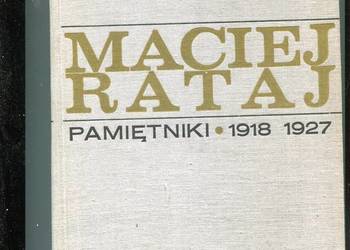 MACIEJ
RATAJ
PAMIĘTNIKI • 1918 1927